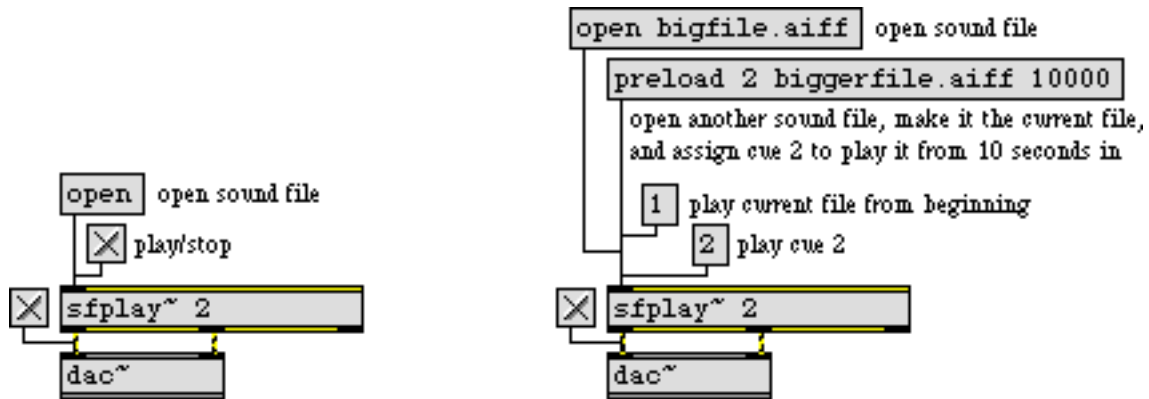 open
open sound file
play/stop
sfplay~ 2
dac~
open bigfile.aiff
open sound file
preload 2 biggerfile.aiff 10000
open another sound file, make it the current file,
and assign cue 2 to play it from 10 seconds in
1
play current file from beginning
2
play cue 2
sfplay~ 2
dac~